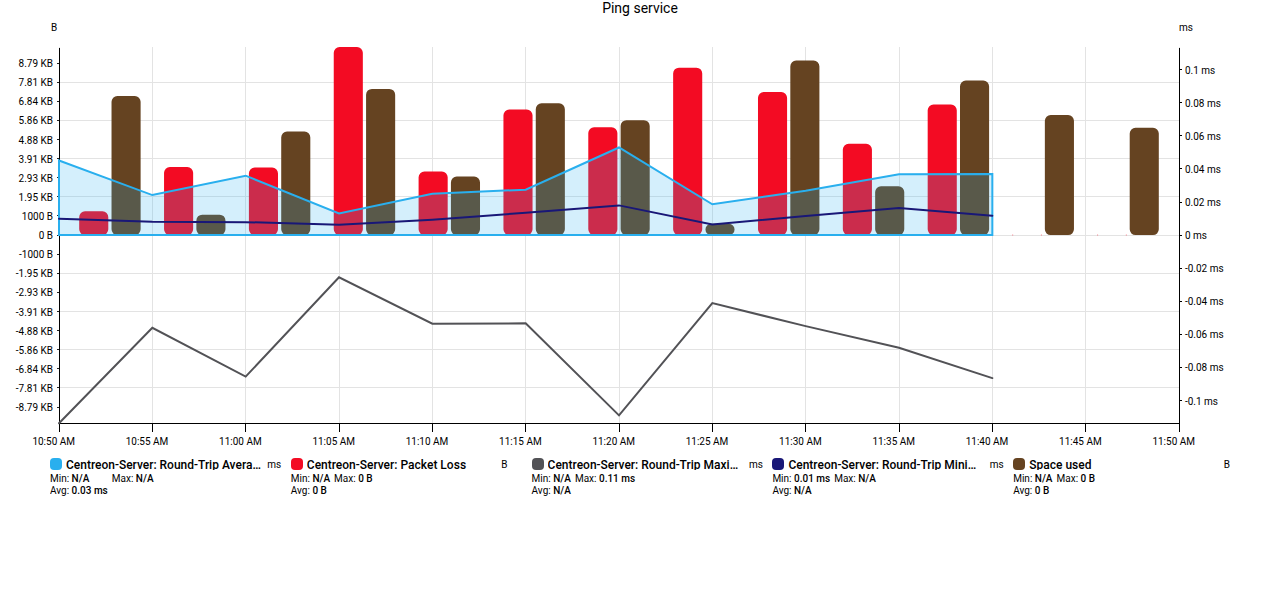 Ping service
B
ms
8.79 KB
7.81 KB
6.84 KB
5.86 KB
4.88 KB
3.91 KB
2.93 KB
1.95 KB
1000 B
0 B
-1000 B
-1.95 KB
-2.93 KB
-3.91 KB
-4.88 KB
-5.86 KB
-6.84 KB
-7.81 KB
-8.79 KB
0.1 ms
0.08 ms
0.06 ms
0.04 ms
0.02 ms
0 ms
-0.02 ms
-0.04 ms
-0.06 ms
-0.08 ms
-0.1 ms
10:50 AM 10:55 AM 11:00 AM 11:05 AM 11:10 AM 11:15 AM 11:20 AM 11:25 AM 11:30 AM 11:35 AM 11:40 AM 11:45 AM 11:50 AM
Centreon-Server: Round-Trip Avera... ms
Min: N/A Max: N/A
Avg: 0.03 ms
Centreon-Server: Packet Loss B
Min: N/A Max: 0 B
Avg: 0 B
Centreon-Server: Round-Trip Maxi... ms
Min: N/A Max: 0.11 ms
Avg: N/A
Centreon-Server: Round-Trip Mini... ms
Min: 0.01 ms Max: N/A
Avg: N/A
Space used B
Min: N/A Max: 0 B
Avg: 0 B